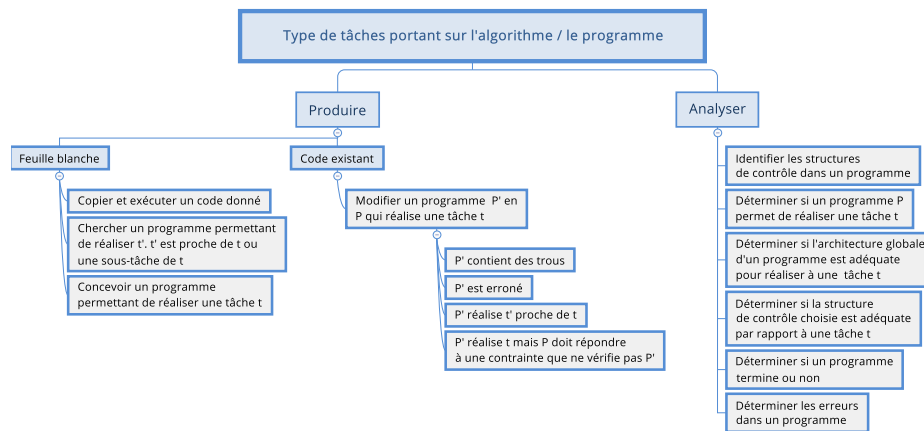 Type de tâches portant sur l'algorithme / le programme
Produire
Analyser
Feuille blanche
Copier et exécuter un code donné
Chercher un programme permettant
de réaliser t'. t' est proche de t ou
une sous-tâche de t
Concevoir un programme
permettant de réaliser une tâche t
Code existant
Modifier un programme P' en
P qui réalise une tâche t
P' contient des trous
P' est erroné
P' réalise t' proche de t
P' réalise t mais P doit répondre
à une contrainte que ne vérifie pas P'
Identifier les structures
de contrôle dans un programme
Déterminer si un programme P
permet de réaliser une tâche t
Déterminer si l'architecture globale
d'un programme est adéquate
pour réaliser à une tâche t
Déterminer si la structure
de contrôle choisie est adéquate
par rapport à une tâche t
Déterminer si un programme
termine ou non
Déterminer les erreurs
dans un programme